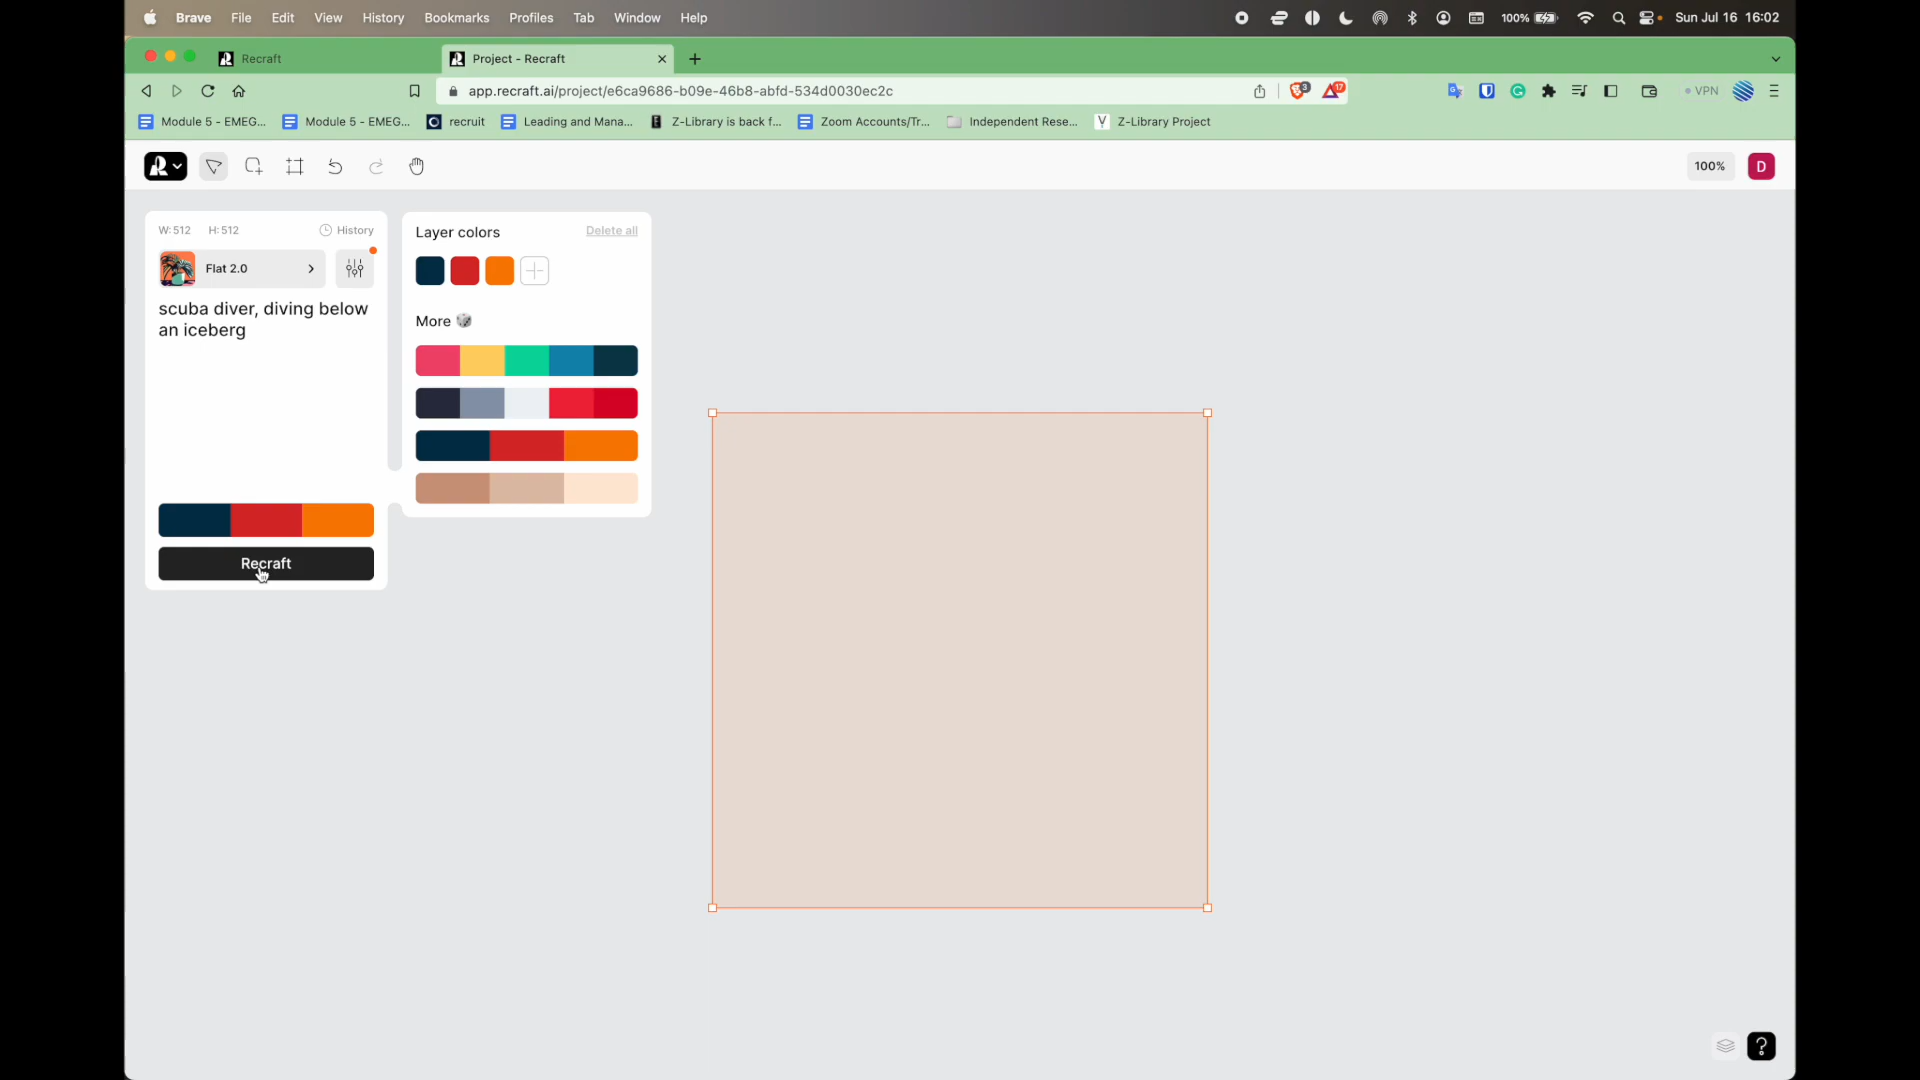 Brave File Edit View History Bookmarks Profiles Tab Window Help 100% Sun Jul 16 16:02
Recraft Project - Recraft
app.recraft.ai/project/e6ca9686-b09e-46b8-abfd-534d0030ec2c 3 17 VPN
Module 5 - EMEG... Module 5 - EMEG... recruit Leading and Mana... Z-Library is back f... Zoom Accounts/Tr... Independent Rese... Z-Library Project
100% D
W:512 H:512 History
Flat 2.0
scuba diver, diving below
an iceberg
Recraft
Layer colors Delete all
More
?